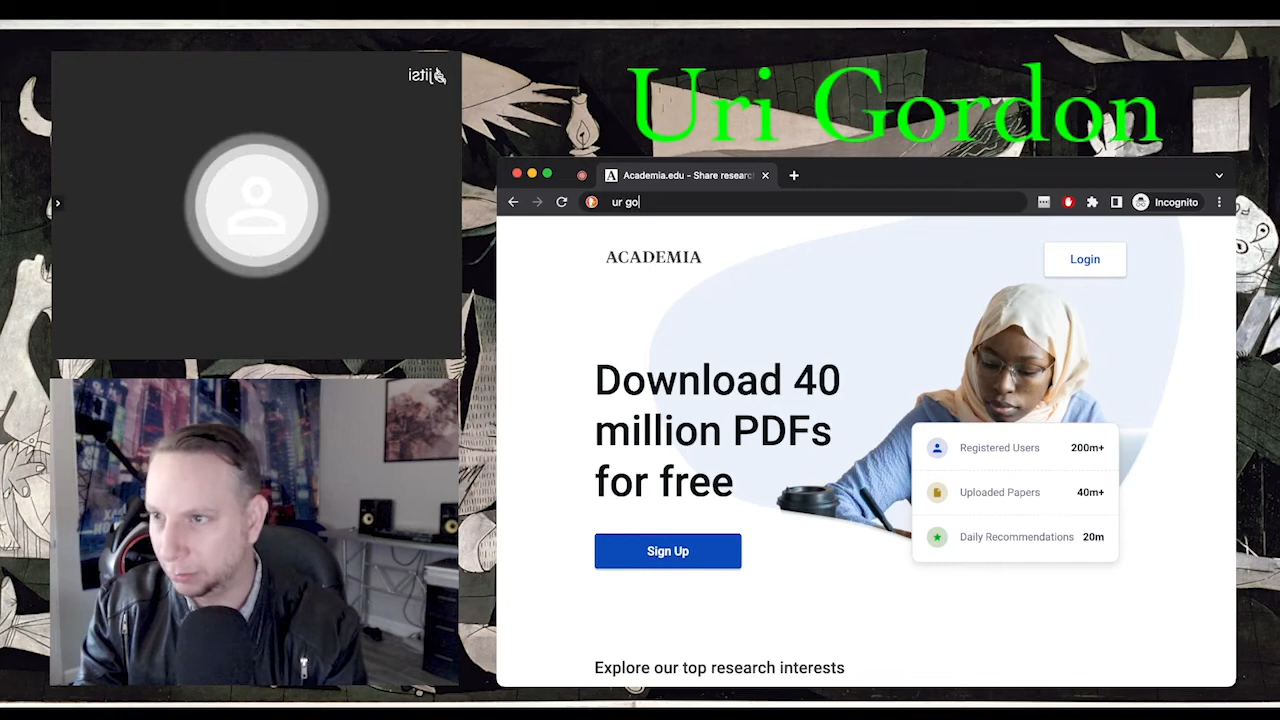 jitsi
Uri Gordon
Academia.edu - Share researc
ur go
Incognito
ACADEMIA
Login
Download 40
million PDFs
for free
Sign Up
Registered Users 200m+
Uploaded Papers 40m+
Daily Recommendations 20m
Explore our top research interests